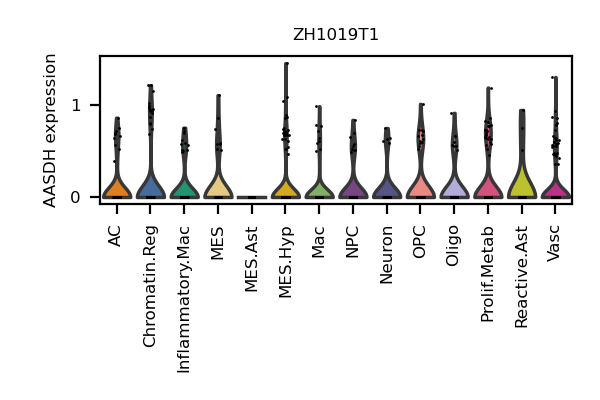 ZH1019T1
AASDH expression
1
0
AC
Chromatin.Reg
Inflammatory.Mac
MES
MES.Ast
MES.Hyp
Mac
NPC
Neuron
OPC
Oligo
Prolif.Metab
Reactive.Ast
Vasc